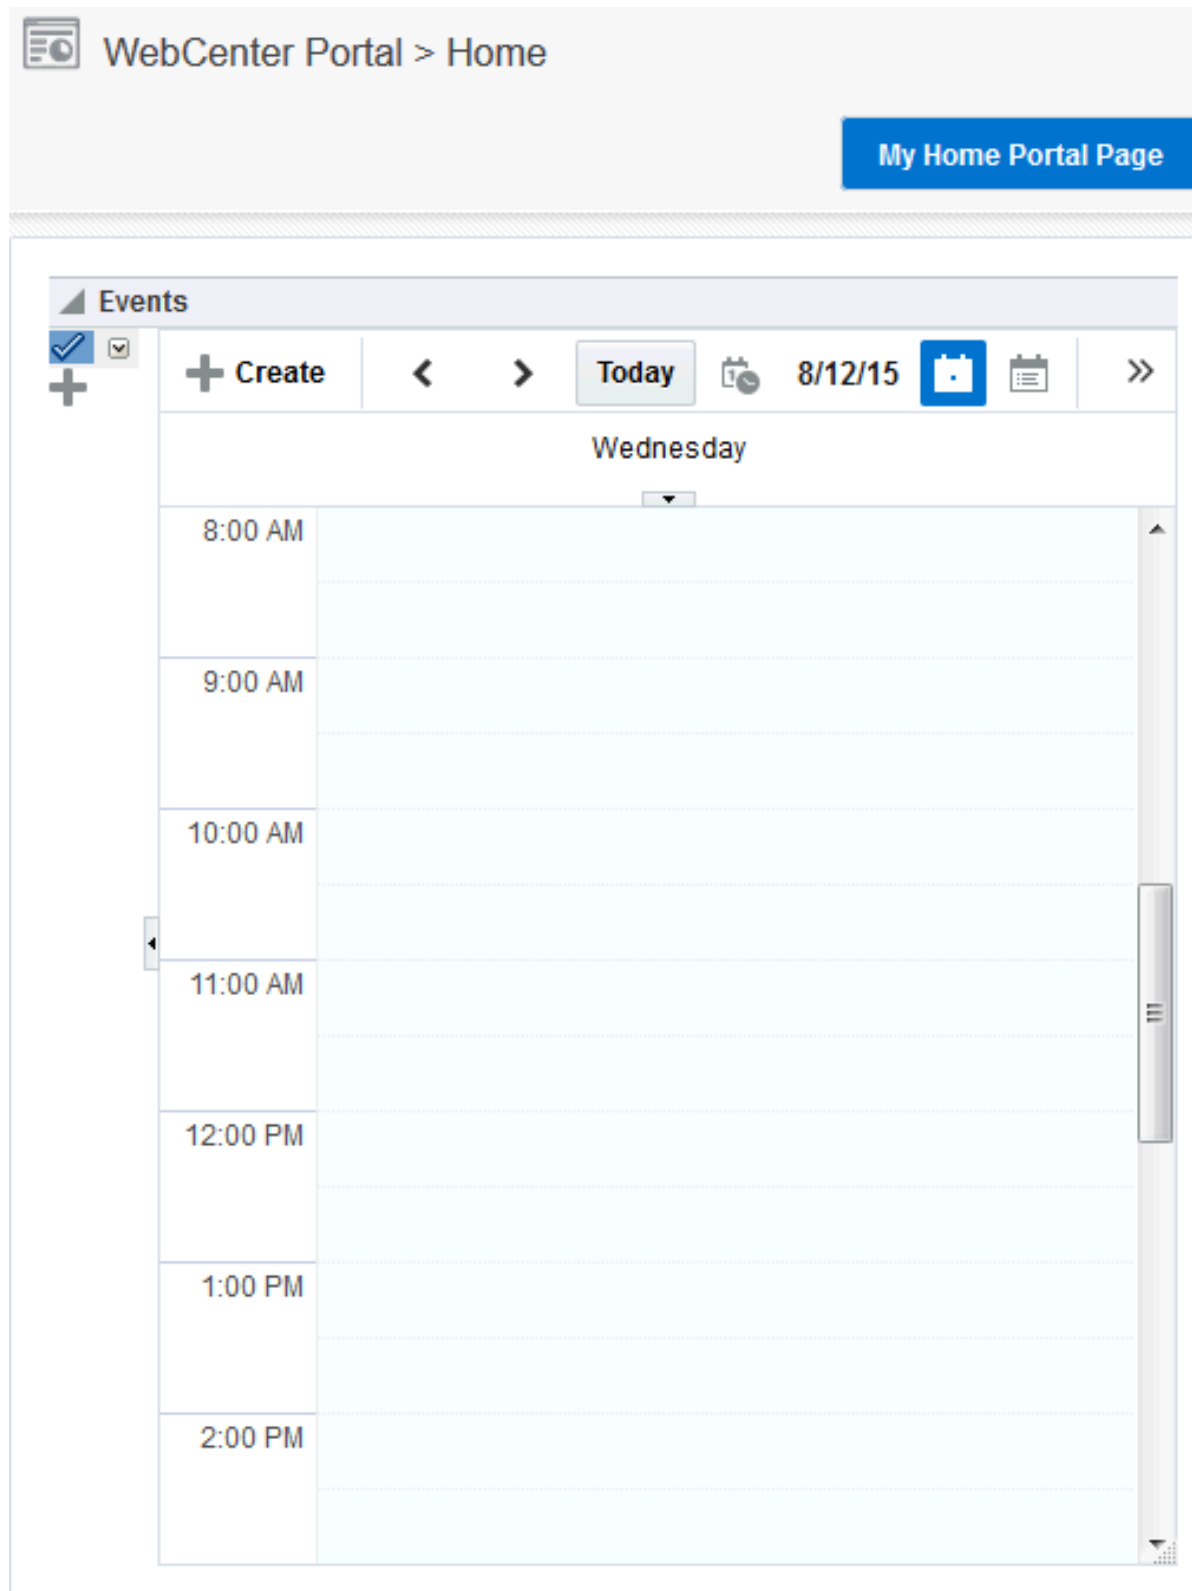 WebCenter Portal > Home
My Home Portal Page
Events
Create Today 8/12/15
Wednesday
8:00 AM
9:00 AM
10:00 AM
11:00 AM
12:00 PM
1:00 PM
2:00 PM